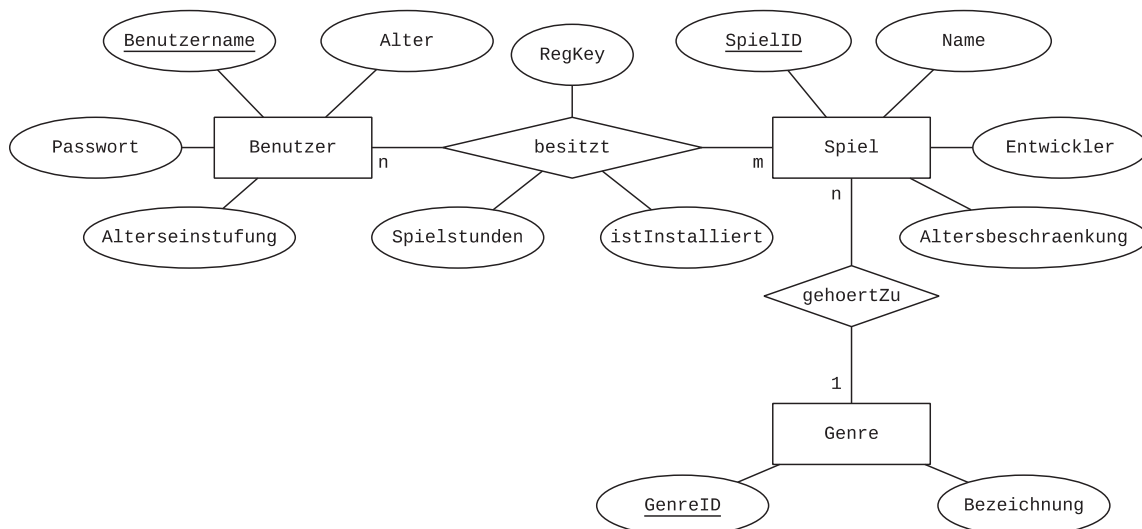 Benutzername
Alter
RegKey
SpielID
Name
Passwort
Benutzer
n
besitzt
m
Spiel
n
Entwickler
Alterseinstufung
Spielstunden
istInstalliert
Altersbeschraenkung
gehoertZu
1
Genre
GenreID
Bezeichnung